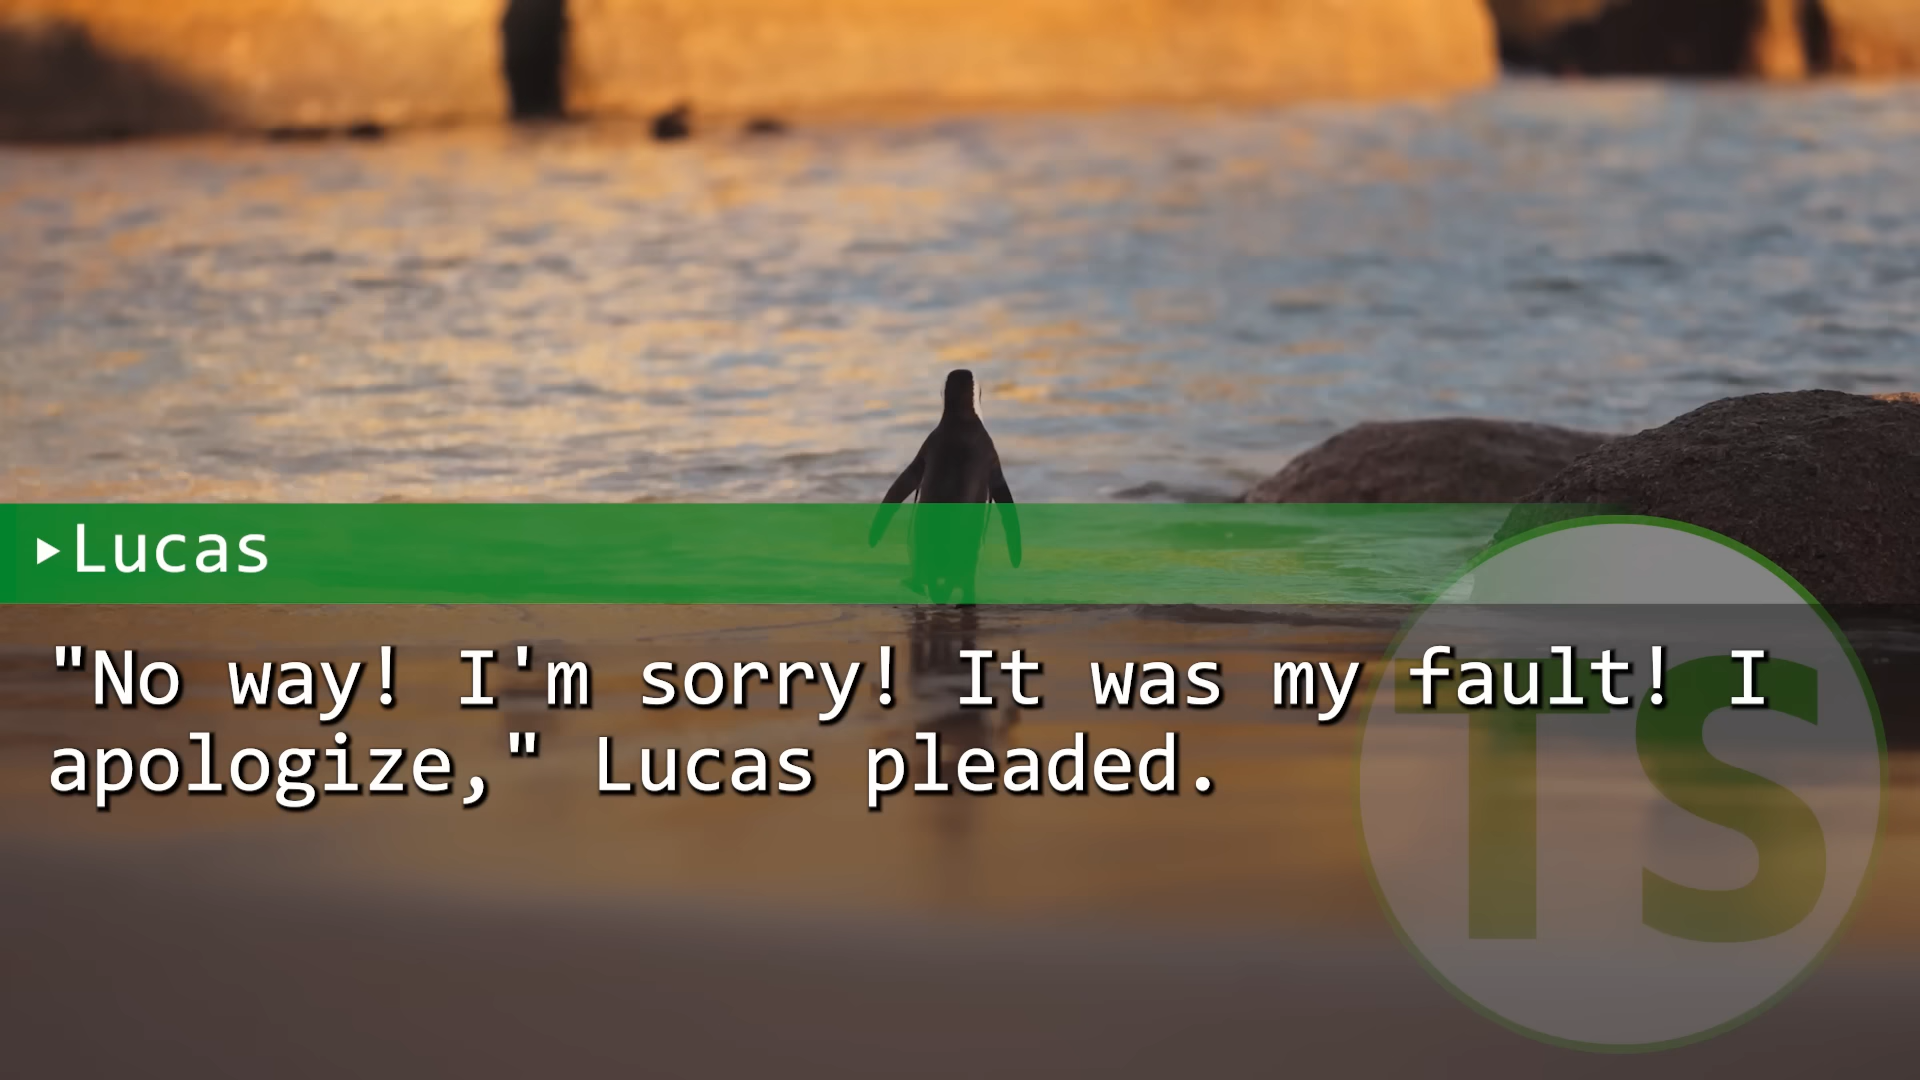 ▶Lucas
"No way! I'm sorry! It was my fault! I
apologize," Lucas pleaded.
TS